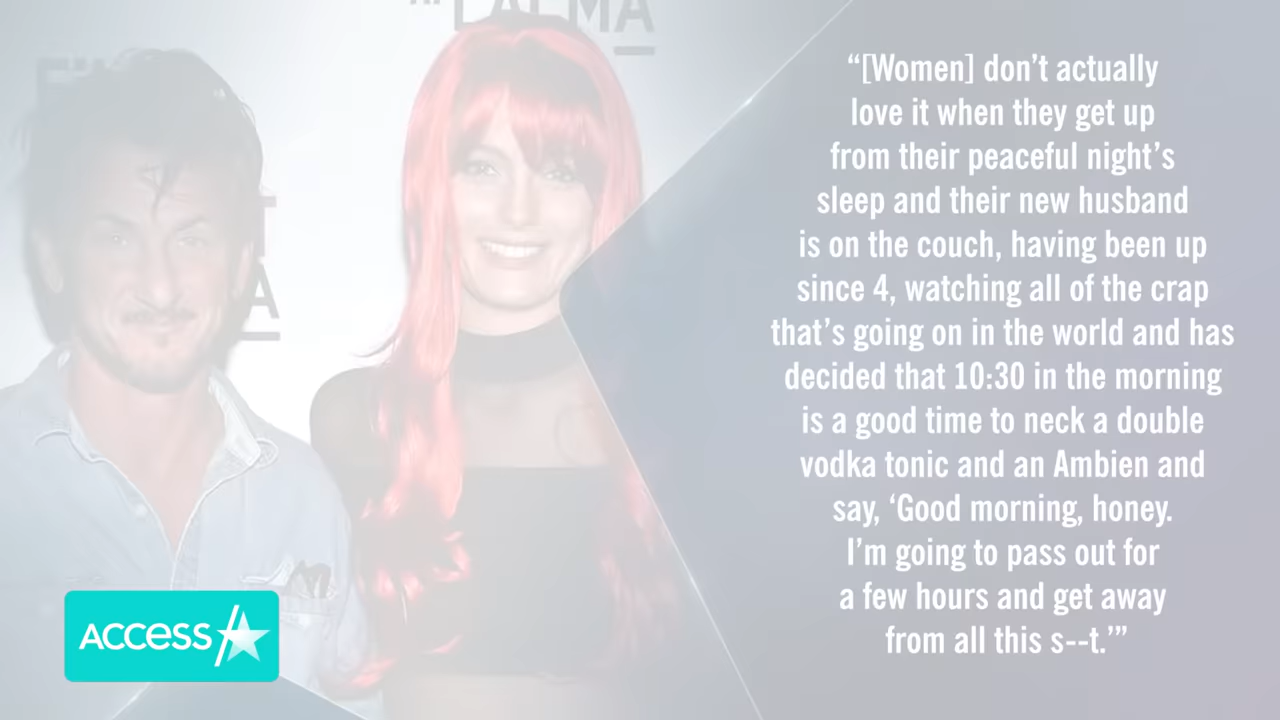 “[Women] don’t actually
love it when they get up
from their peaceful night’s
sleep and their new husband
is on the couch, having been up
since 4, watching all of the crap
that’s going on in the world and has
decided that 10:30 in the morning
is a good time to neck a double
vodka tonic and an Ambien and
say, ‘Good morning, honey.
I’m going to pass out for
a few hours and get away
from all this s--t.’”
ACCESS